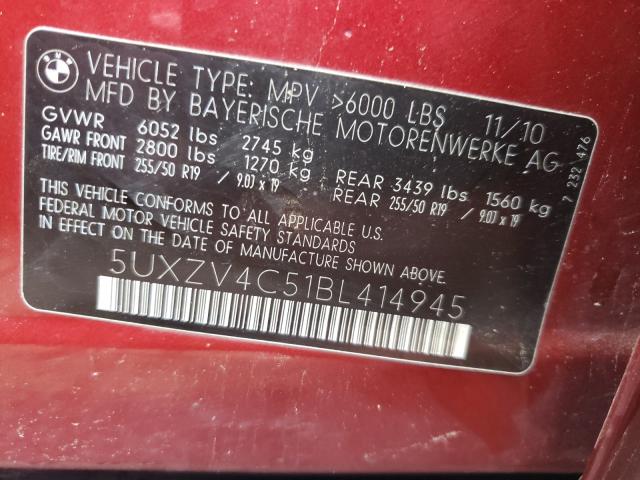 BMW
VEHICLE TYPE: MPV >6000 LBS 11/10
MFD BY BAYERISCHE MOTORENWERKE AG
GVWR 6052 lbs 2745 kg
GAWR FRONT 2800 lbs 1270 kg REAR 3439 lbs 1560 kg
TIRE/RIM FRONT 255/50 R19 / 9.0J x 19 REAR 255/50 R19 / 9.0J x 19
THIS VEHICLE CONFORMS TO ALL APPLICABLE U.S.
FEDERAL MOTOR VEHICLE SAFETY STANDARDS
IN EFFECT ON THE DATE OF MANUFACTURE SHOWN ABOVE.
5UXZV4C51BL414945
7 232 476